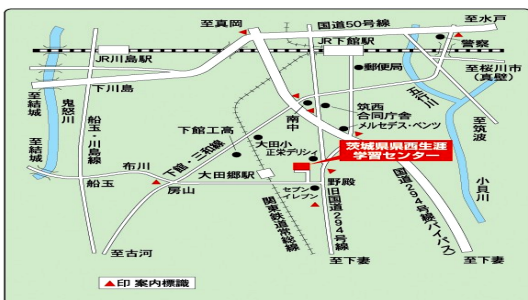 至真岡
国道50号線
至水戸
JR川島駅
JR下館駅
警察
至桜川市
(真壁)
郵便局
下川島
至結城
鬼怒川
五行川
筑西
合同庁舎
メルセデス・ベンツ
南中
至筑波
船玉・川島線
下館・三和線
下館工高
大田小
正栄デリシィ
茨城県県西生涯
学習センター
至結城
布川
大田郷駅
船玉
房山
セブン
イレブン
野殿
小貝川
関東鉄道常総線
旧国道294号線
国道294号線(バイパス)
至古河
至下妻
至下妻
▲印 案内標識